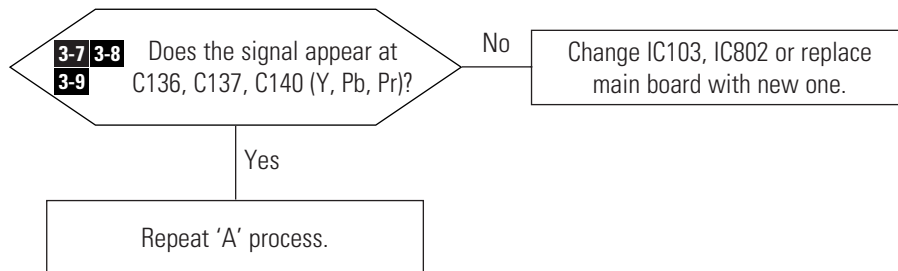 3-7 3-8 Does the signal appear at
3-9 C136, C137, C140 (Y, Pb, Pr)?
No
Change IC103, IC802 or replace
main board with new one.
Yes
Repeat ‘A’ process.